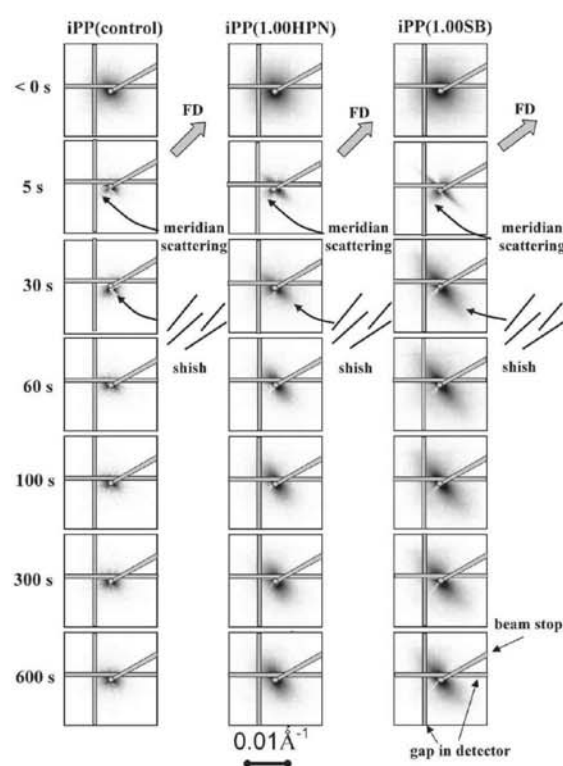 iPP(control) iPP(1.00HPN) iPP(1.00SB)
< 0 s
FD FD FD
5 s
meridian scattering
meridian scattering
meridian scattering
30 s
shish shish shish
60 s
100 s
300 s
beam stop
600 s
gap in detector
0.01Å⁻¹